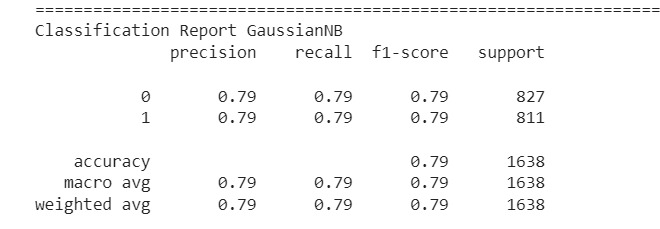 =================================================================
Classification Report GaussianNB
precision recall f1-score support
0 0.79 0.79 0.79 827
1 0.79 0.79 0.79 811
accuracy 0.79 1638
macro avg 0.79 0.79 0.79 1638
weighted avg 0.79 0.79 0.79 1638